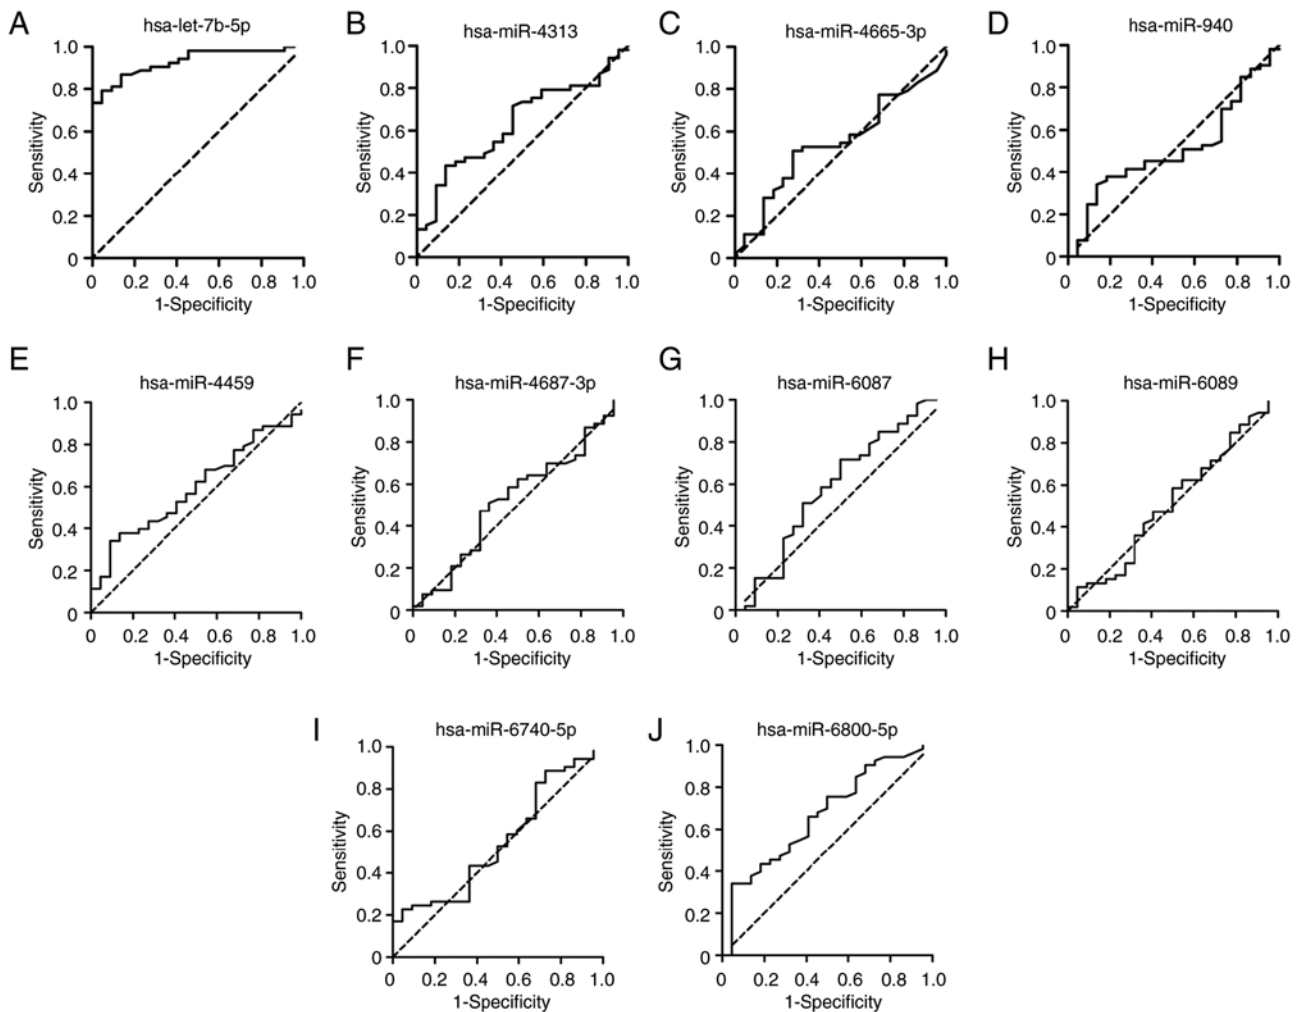 A
hsa-let-7b-5p
Sensitivity
1.0
0.8
0.6
0.4
0.2
0
0 0.2 0.4 0.6 0.8 1.0
1-Specificity
B
hsa-miR-4313
Sensitivity
1.0
0.8
0.6
0.4
0.2
0
0 0.2 0.4 0.6 0.8 1.0
1-Specificity
C
hsa-miR-4665-3p
Sensitivity
1.0
0.8
0.6
0.4
0.2
0
0 0.2 0.4 0.6 0.8 1.0
1-Specificity
D
hsa-miR-940
Sensitivity
1.0
0.8
0.6
0.4
0.2
0
0 0.2 0.4 0.6 0.8 1.0
1-Specificity
E
hsa-miR-4459
Sensitivity
1.0
0.8
0.6
0.4
0.2
0
0 0.2 0.4 0.6 0.8 1.0
1-Specificity
F
hsa-miR-4687-3p
Sensitivity
1.0
0.8
0.6
0.4
0.2
0
0 0.2 0.4 0.6 0.8 1.0
1-Specificity
G
hsa-miR-6087
Sensitivity
1.0
0.8
0.6
0.4
0.2
0
0 0.2 0.4 0.6 0.8 1.0
1-Specificity
H
hsa-miR-6089
Sensitivity
1.0
0.8
0.6
0.4
0.2
0
0 0.2 0.4 0.6 0.8 1.0
1-Specificity
I
hsa-miR-6740-5p
Sensitivity
1.0
0.8
0.6
0.4
0.2
0
0 0.2 0.4 0.6 0.8 1.0
1-Specificity
J
hsa-miR-6800-5p
Sensitivity
1.0
0.8
0.6
0.4
0.2
0
0 0.2 0.4 0.6 0.8 1.0
1-Specificity